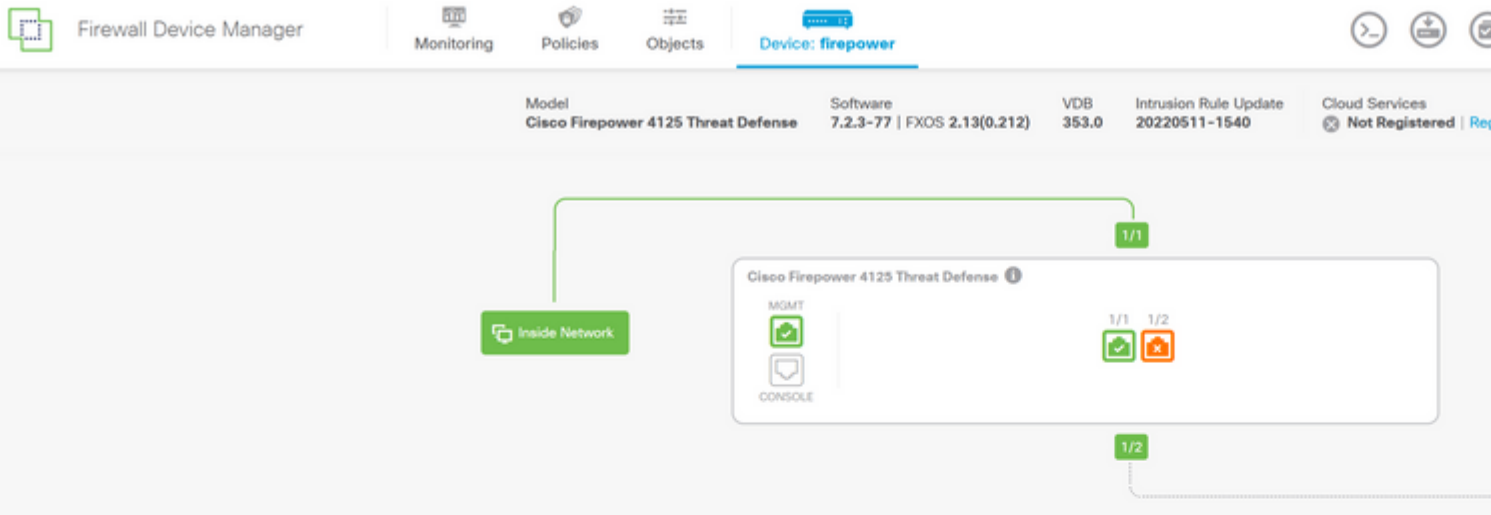 Firewall Device Manager
Monitoring
Policies
Objects
Device: firepower
Model
Cisco Firepower 4125 Threat Defense
Software
7.2.3-77 | FXOS 2.13(0.212)
VDB
353.0
Intrusion Rule Update
20220511-1540
Cloud Services
Not Registered | Reg
1/1
Cisco Firepower 4125 Threat Defense
MGMT
1/1 1/2
Inside Network
CONSOLE
1/2